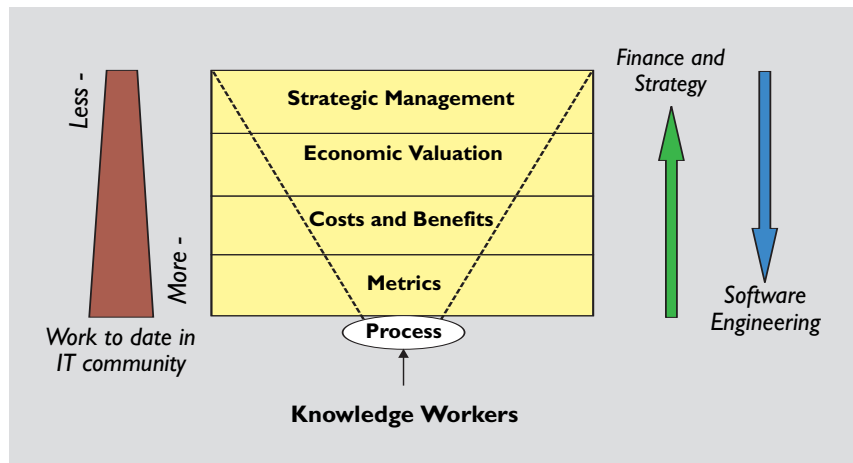 Less -
More -
Work to date in
IT community
Strategic Management
Economic Valuation
Costs and Benefits
Metrics
Process
Knowledge Workers
Finance and
Strategy
Software
Engineering